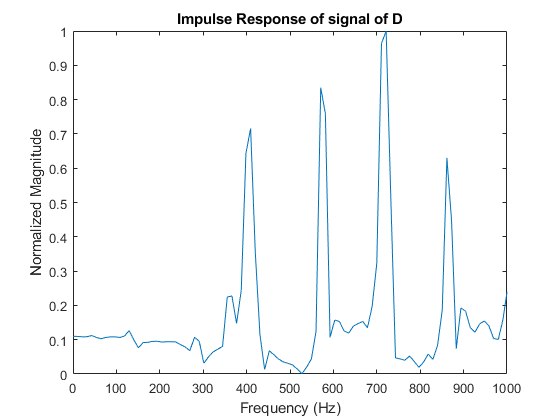 Impulse Response of signal of D
Normalized Magnitude
1
0.9
0.8
0.7
0.6
0.5
0.4
0.3
0.2
0.1
0
0 100 200 300 400 500 600 700 800 900 1000
Frequency (Hz)